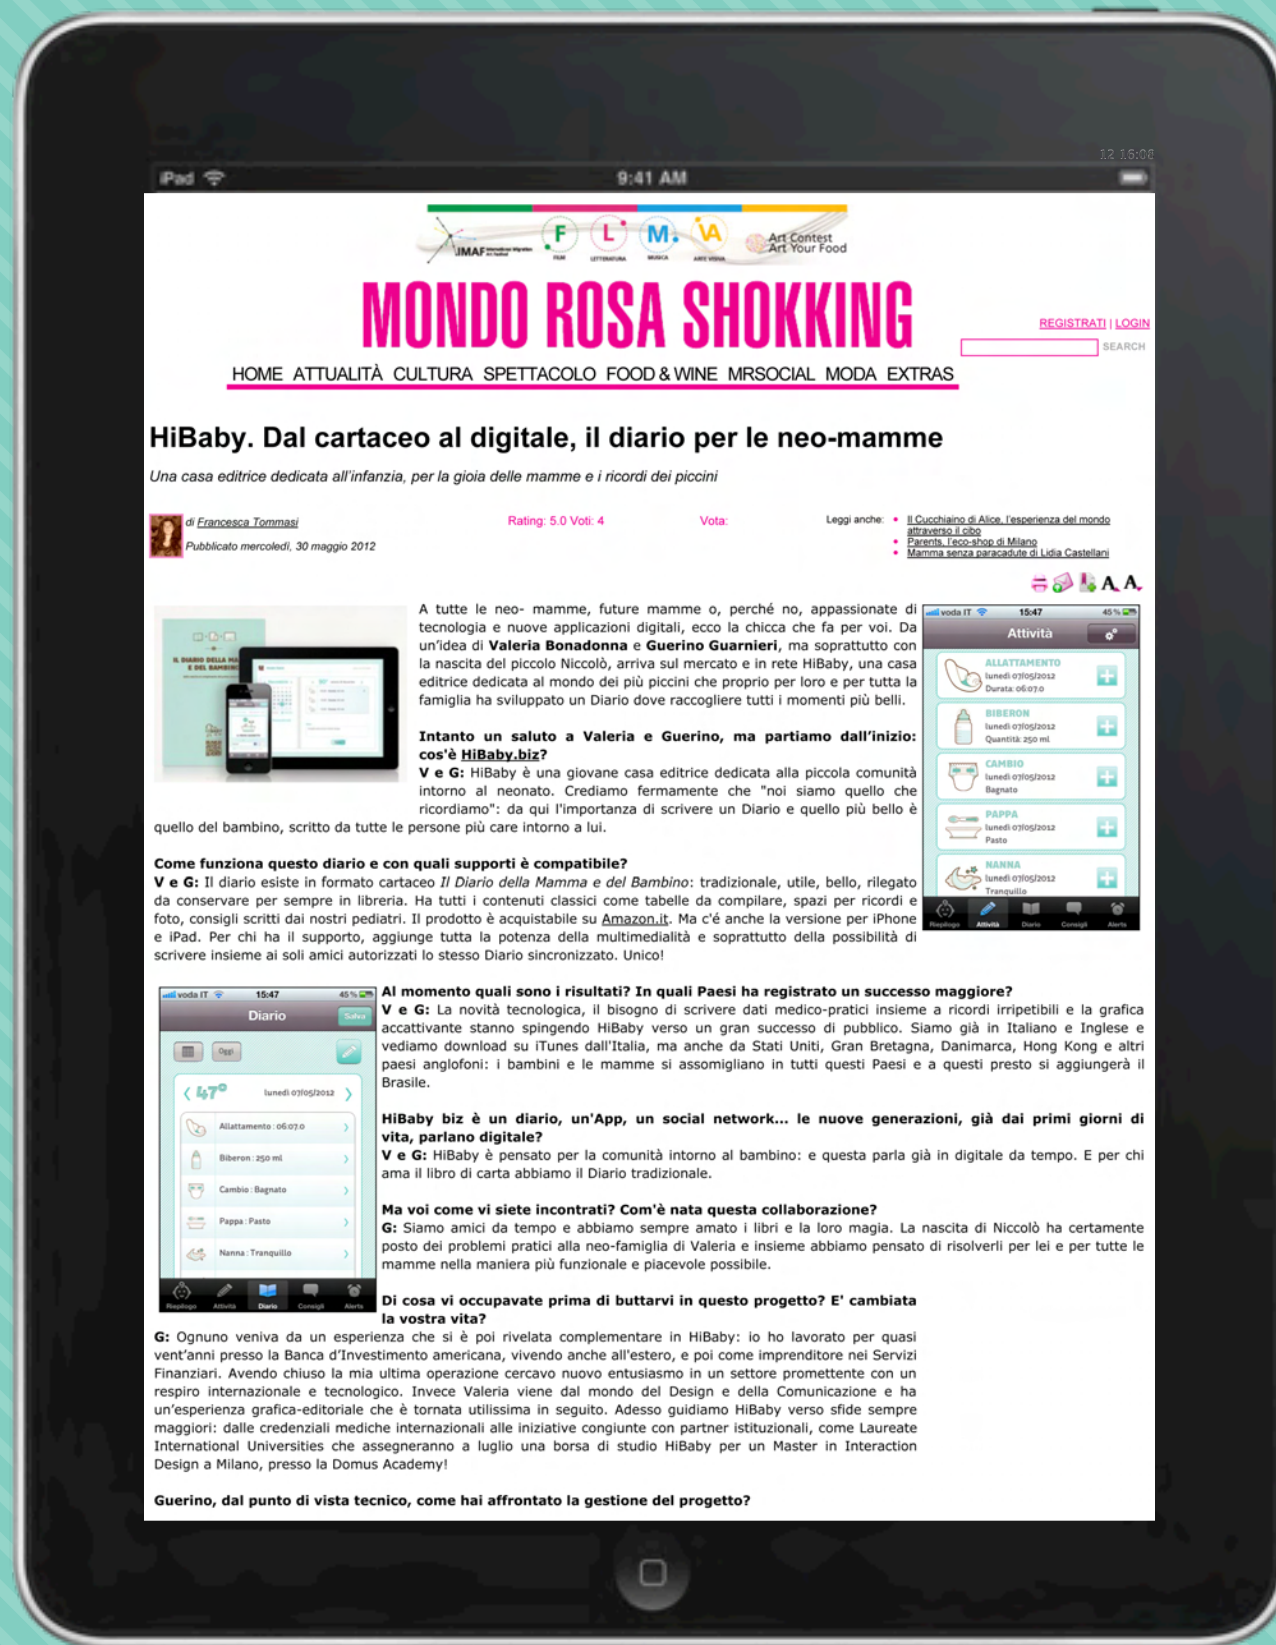 12 16:08
iPad 9:41 AM
IMAF
F L M. VA
FILM LETTERATURA MUSICA ARTE VISIVA
Art Contest
Art Your Food
MONDO ROSA SHOKKING
REGISTRATI | LOGIN
SEARCH
HOME ATTUALITÀ CULTURA SPETTACOLO FOOD & WINE MRSOCIAL MODA EXTRAS
HiBaby. Dal cartaceo al digitale, il diario per le neo-mamme
Una casa editrice dedicata all'infanzia, per la gioia delle mamme e i ricordi dei piccini
di Francesca Tommasi
Pubblicato mercoledì, 30 maggio 2012
Rating: 5.0 Voti: 4
Vota:
Leggi anche:
• Il Cucchiaino di Alice, l'esperienza del mondo
attraverso il cibo
• Parents, l'eco-shop di Milano
• Mamma senza paracadute di Lidia Castellani
A A
IL DIARIO DELLA MA
E DEL BAMBINO
A tutte le neo- mamme, future mamme o, perché no, appassionate di
tecnologia e nuove applicazioni digitali, ecco la chicca che fa per voi. Da
un'idea di Valeria Bonadonna e Guerino Guarnieri, ma soprattutto con
la nascita del piccolo Niccolò, arriva sul mercato e in rete HiBaby, una casa
editrice dedicata al mondo dei più piccini che proprio per loro e per tutta la
famiglia ha sviluppato un Diario dove raccogliere tutti i momenti più belli.
Intanto un saluto a Valeria e Guerino, ma partiamo dall'inizio:
cos'è HiBaby.biz?
V e G: HiBaby è una giovane casa editrice dedicata alla piccola comunità
intorno al neonato. Crediamo fermamente che "noi siamo quello che
ricordiamo": da qui l'importanza di scrivere un Diario e quello più bello è
quello del bambino, scritto da tutte le persone più care intorno a lui.
voda IT 15:47 45 %
Attività
ALLATTAMENTO
lunedì 07/05/2012
Durata: 06:07.0
BIBERON
lunedì 07/05/2012
Quantità: 250 ml
CAMBIO
lunedì 07/05/2012
Bagnato
PAPPA
lunedì 07/05/2012
Pasto
NANNA
lunedì 07/05/2012
Tranquillo
Riepilogo Attività Diario Consigli Alerts
Come funziona questo diario e con quali supporti è compatibile?
V e G: Il diario esiste in formato cartaceo Il Diario della Mamma e del Bambino: tradizionale, utile, bello, rilegato
da conservare per sempre in libreria. Ha tutti i contenuti classici come tabelle da compilare, spazi per ricordi e
foto, consigli scritti dai nostri pediatri. Il prodotto è acquistabile su Amazon.it. Ma c'é anche la versione per iPhone
e iPad. Per chi ha il supporto, aggiunge tutta la potenza della multimedialità e soprattutto della possibilità di
scrivere insieme ai soli amici autorizzati lo stesso Diario sincronizzato. Unico!
voda IT 15:47 45 %
Diario Salva
Oggi
47° lunedì 07/05/2012
Allattamento : 06:07.0
Biberon : 250 ml
Cambio : Bagnato
Pappa : Pasto
Nanna : Tranquillo
Riepilogo Attività Diario Consigli Alerts
Al momento quali sono i risultati? In quali Paesi ha registrato un successo maggiore?
V e G: La novità tecnologica, il bisogno di scrivere dati medico-pratici insieme a ricordi irripetibili e la grafica
accattivante stanno spingendo HiBaby verso un gran successo di pubblico. Siamo già in Italiano e Inglese e
vediamo download su iTunes dall'Italia, ma anche da Stati Uniti, Gran Bretagna, Danimarca, Hong Kong e altri
paesi anglofoni: i bambini e le mamme si assomigliano in tutti questi Paesi e a questi presto si aggiungerà il
Brasile.
HiBaby biz è un diario, un'App, un social network... le nuove generazioni, già dai primi giorni di
vita, parlano digitale?
V e G: HiBaby è pensato per la comunità intorno al bambino: e questa parla già in digitale da tempo. E per chi
ama il libro di carta abbiamo il Diario tradizionale.
Ma voi come vi siete incontrati? Com'è nata questa collaborazione?
G: Siamo amici da tempo e abbiamo sempre amato i libri e la loro magia. La nascita di Niccolò ha certamente
posto dei problemi pratici alla neo-famiglia di Valeria e insieme abbiamo pensato di risolverli per lei e per tutte le
mamme nella maniera più funzionale e piacevole possibile.
Di cosa vi occupavate prima di buttarvi in questo progetto? E' cambiata
la vostra vita?
G: Ognuno veniva da un esperienza che si è poi rivelata complementare in HiBaby: io ho lavorato per quasi
vent'anni presso la Banca d'Investimento americana, vivendo anche all'estero, e poi come imprenditore nei Servizi
Finanziari. Avendo chiuso la mia ultima operazione cercavo nuovo entusiasmo in un settore promettente con un
respiro internazionale e tecnologico. Invece Valeria viene dal mondo del Design e della Comunicazione e ha
un'esperienza grafica-editoriale che è tornata utilissima in seguito. Adesso guidiamo HiBaby verso sfide sempre
maggiori: dalle credenziali mediche internazionali alle iniziative congiunte con partner istituzionali, come Laureate
International Universities che assegneranno a luglio una borsa di studio HiBaby per un Master in Interaction
Design a Milano, presso la Domus Academy!
Guerino, dal punto di vista tecnico, come hai affrontato la gestione del progetto?